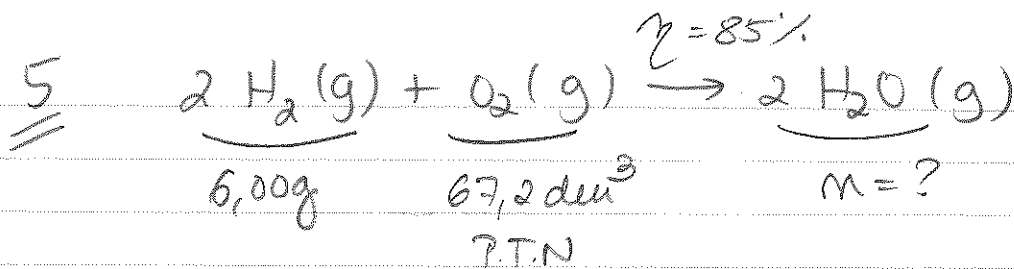 η = 85%
5 2 H₂ (g) + O₂ (g) → 2 H₂O (g)
6,00g 67,2 dm³ n = ?
P.T.N